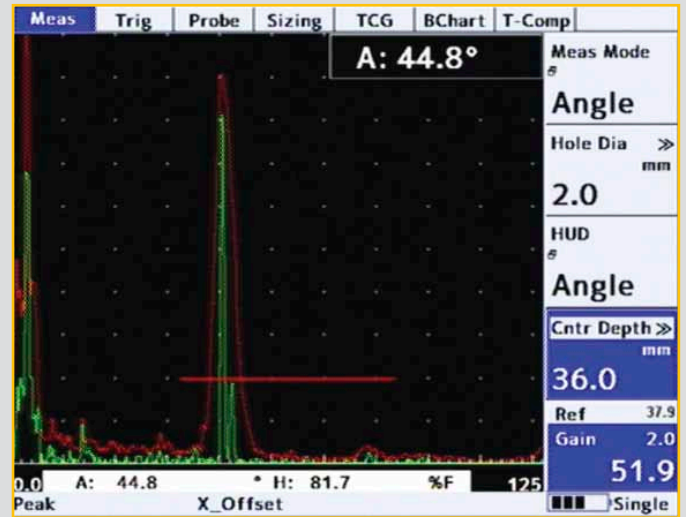 Meas Trig Probe Sizing TCG BChart T-Comp
A: 44.8°
Meas Mode
Angle
Hole Dia »
mm
2.0
HUD
Angle
Cntr Depth »
mm
36.0
Ref 37.9
Gain 2.0
51.9
0.0 A: 44.8 ° H: 81.7 %F 125
Peak X_Offset Single